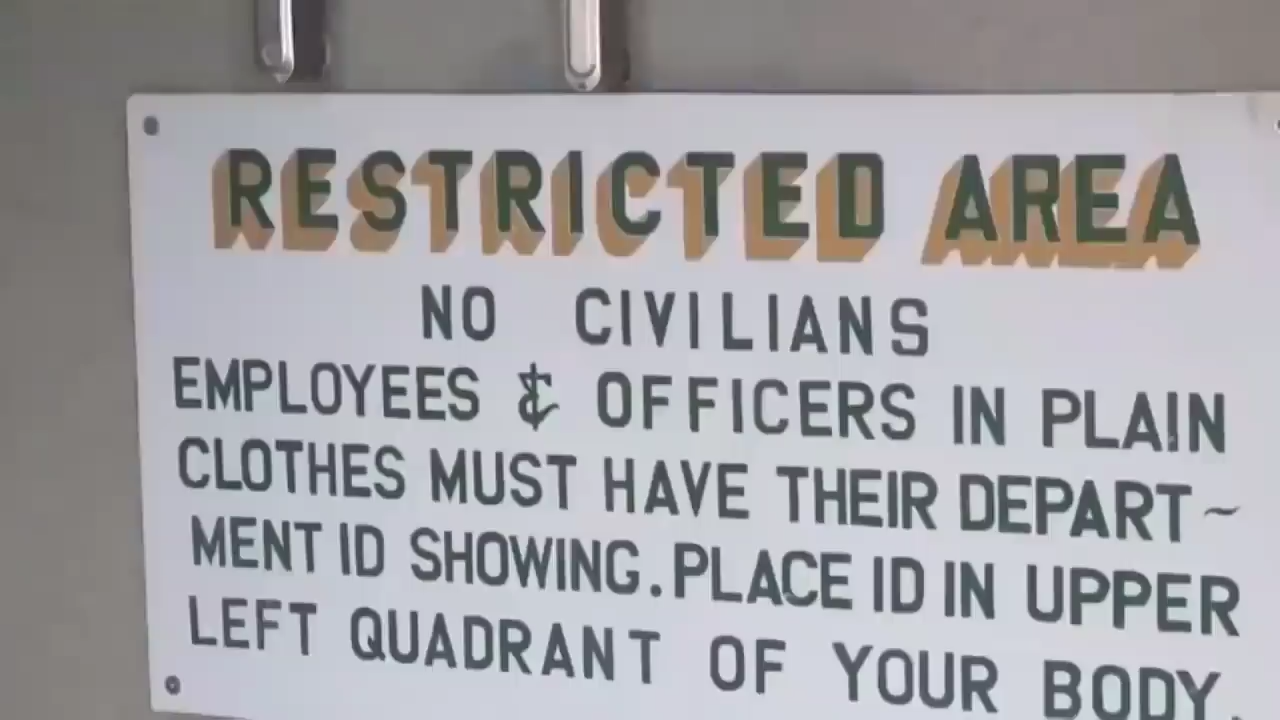 RESTRICTED AREA
NO CIVILIANS
EMPLOYEES & OFFICERS IN PLAIN
CLOTHES MUST HAVE THEIR DEPART~
MENT ID SHOWING. PLACE ID IN UPPER
LEFT QUADRANT OF YOUR BODY.